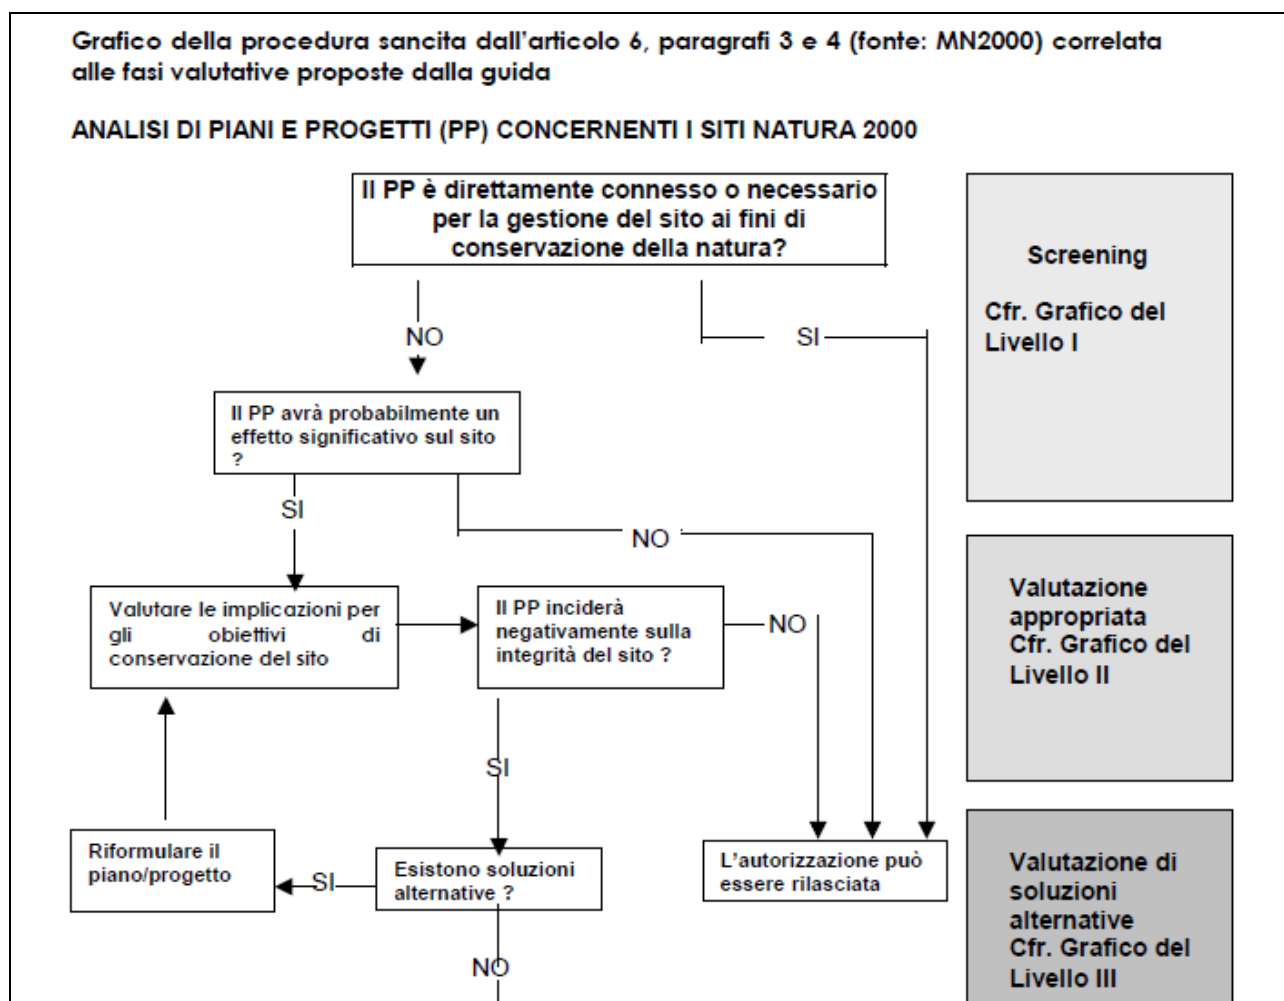 Grafico della procedura sancita dall'articolo 6, paragrafi 3 e 4 (fonte: MN2000) correlata
alle fasi valutative proposte dalla guida
ANALISI DI PIANI E PROGETTI (PP) CONCERNENTI I SITI NATURA 2000
Il PP è direttamente connesso o necessario
per la gestione del sito ai fini di
conservazione della natura?
Screening
Cfr. Grafico del
Livello I
NO
SI
Il PP avrà probabilmente un
effetto significativo sul sito
?
SI
NO
Valutare le implicazioni per
gli obiettivi di
conservazione del sito
Il PP inciderà
negativamente sulla
integrità del sito ?
NO
Valutazione
appropriata
Cfr. Grafico del
Livello II
SI
Riformulare il
piano/progetto
SI
Esistono soluzioni
alternative ?
L'autorizzazione può
essere rilasciata
Valutazione di
soluzioni
alternative
Cfr. Grafico del
Livello III
NO